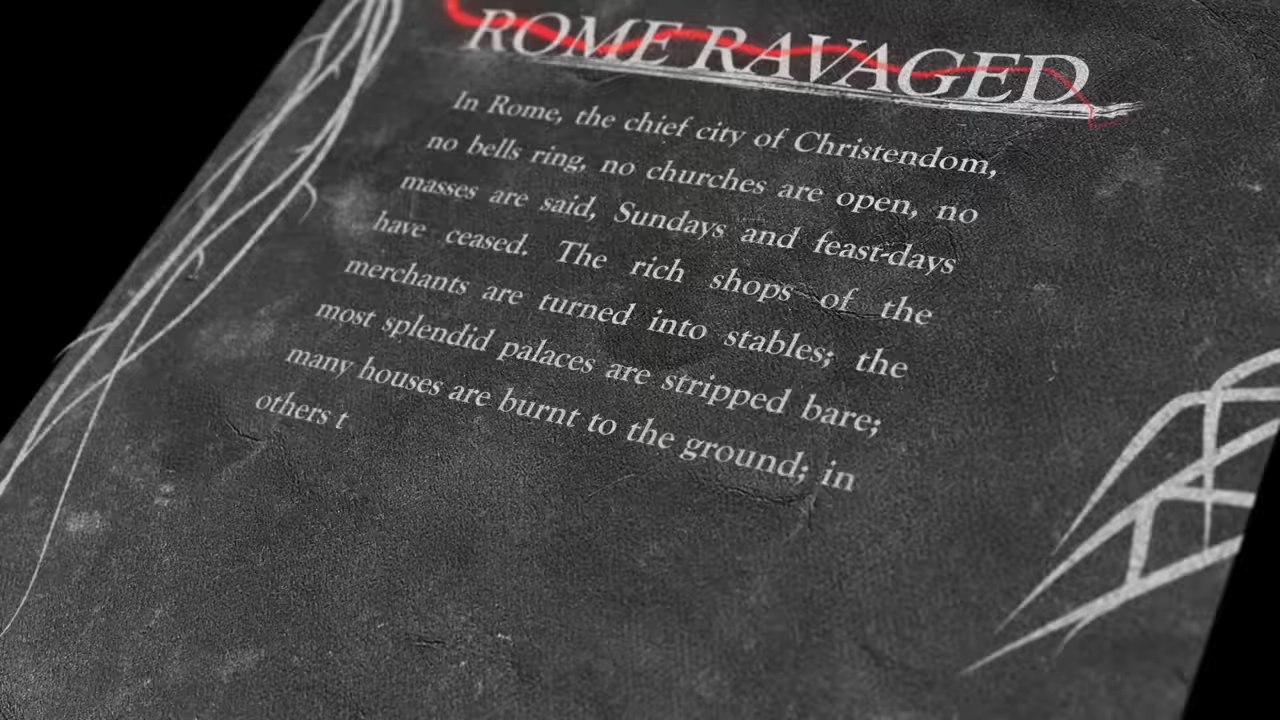 ROME RAVAGED
In Rome, the chief city of Christendom,
no bells ring, no churches are open, no
masses are said, Sundays and feast-days
have ceased. The rich shops of the
merchants are turned into stables; the
most splendid palaces are stripped bare;
many houses are burnt to the ground; in
others t